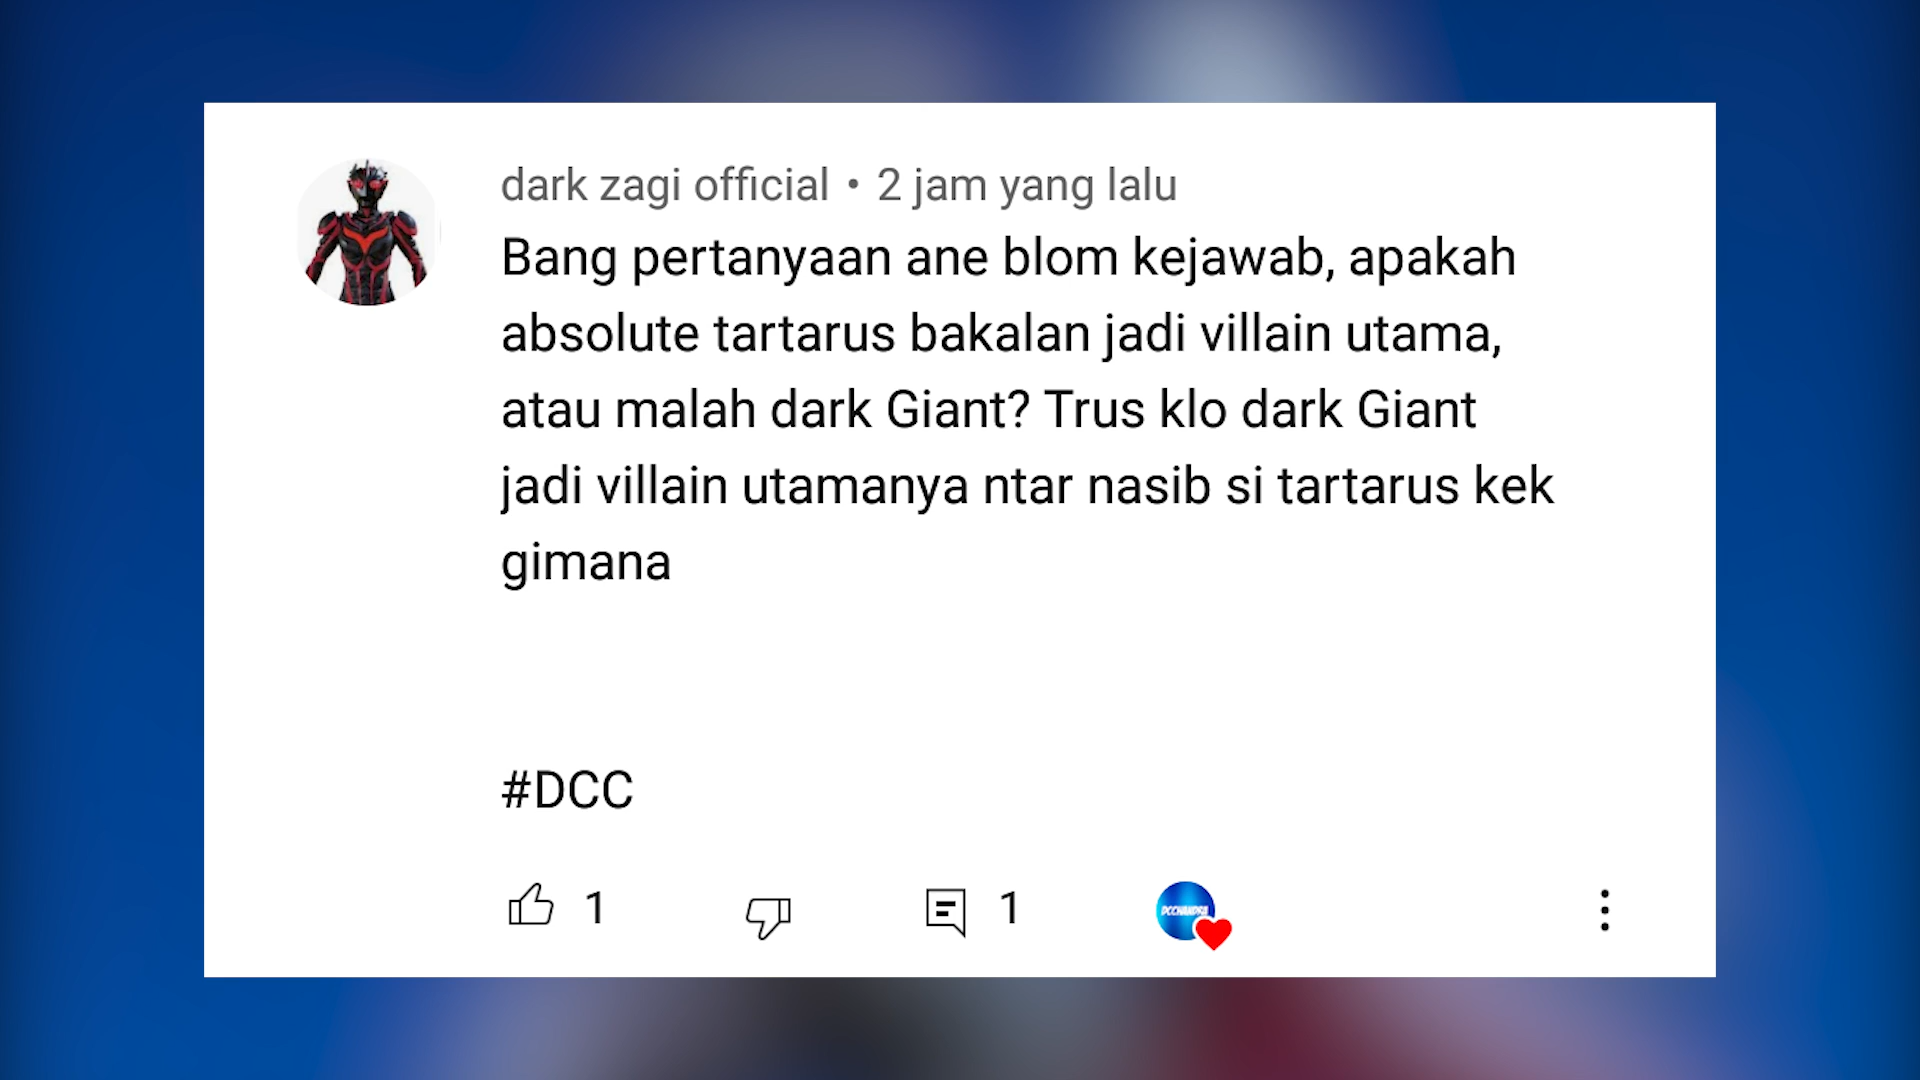 dark zagi official • 2 jam yang lalu
Bang pertanyaan ane blom kejawab, apakah
absolute tartarus bakalan jadi villain utama,
atau malah dark Giant? Trus klo dark Giant
jadi villain utamanya ntar nasib si tartarus kek
gimana
#DCC
1 1
DCCHANDRA